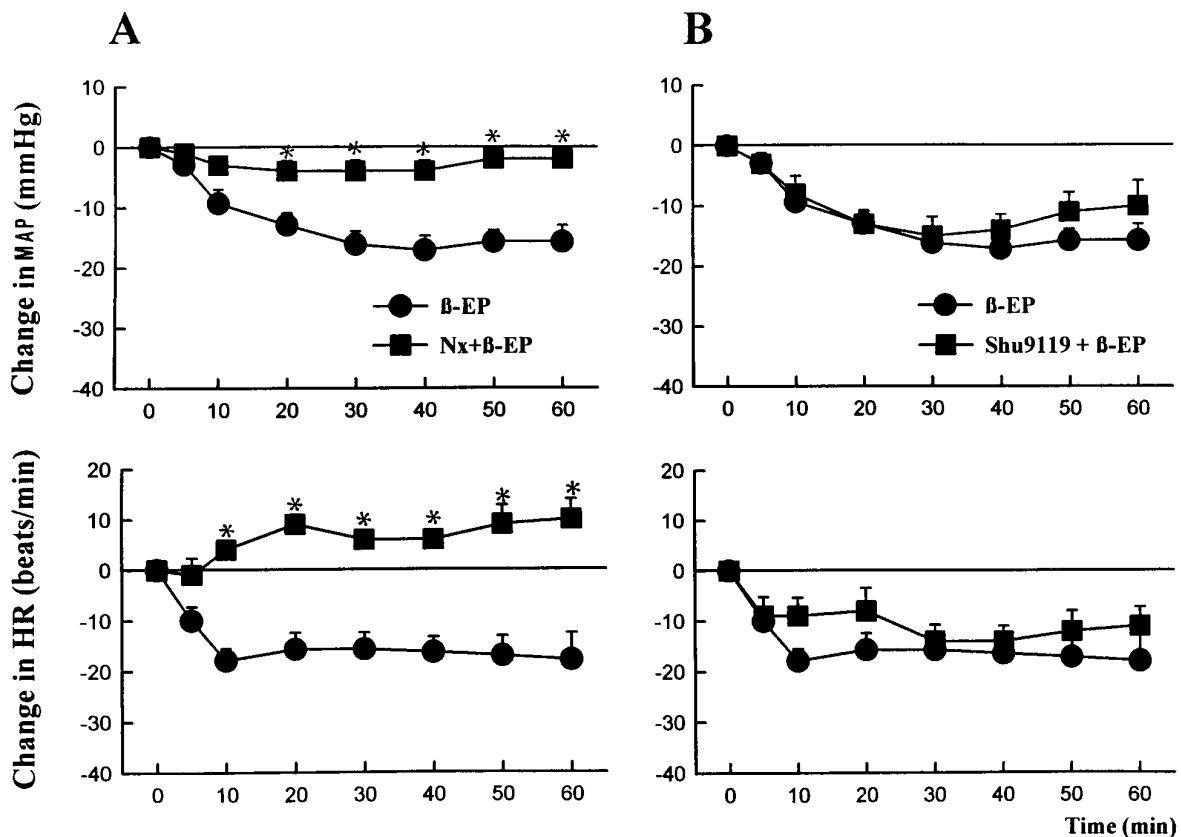 A
B
Change in MAP (mmHg)
10
0
-10
-20
-30
-40
* * * * *
ß-EP
Nx+ß-EP
0 10 20 30 40 50 60
10
0
-10
-20
-30
-40
ß-EP
Shu9119 + ß-EP
0 10 20 30 40 50 60
Change in HR (beats/min)
20
10
0
-10
-20
-30
-40
* * * * * *
0 10 20 30 40 50 60
20
10
0
-10
-20
-30
-40
0 10 20 30 40 50 60
Time (min)